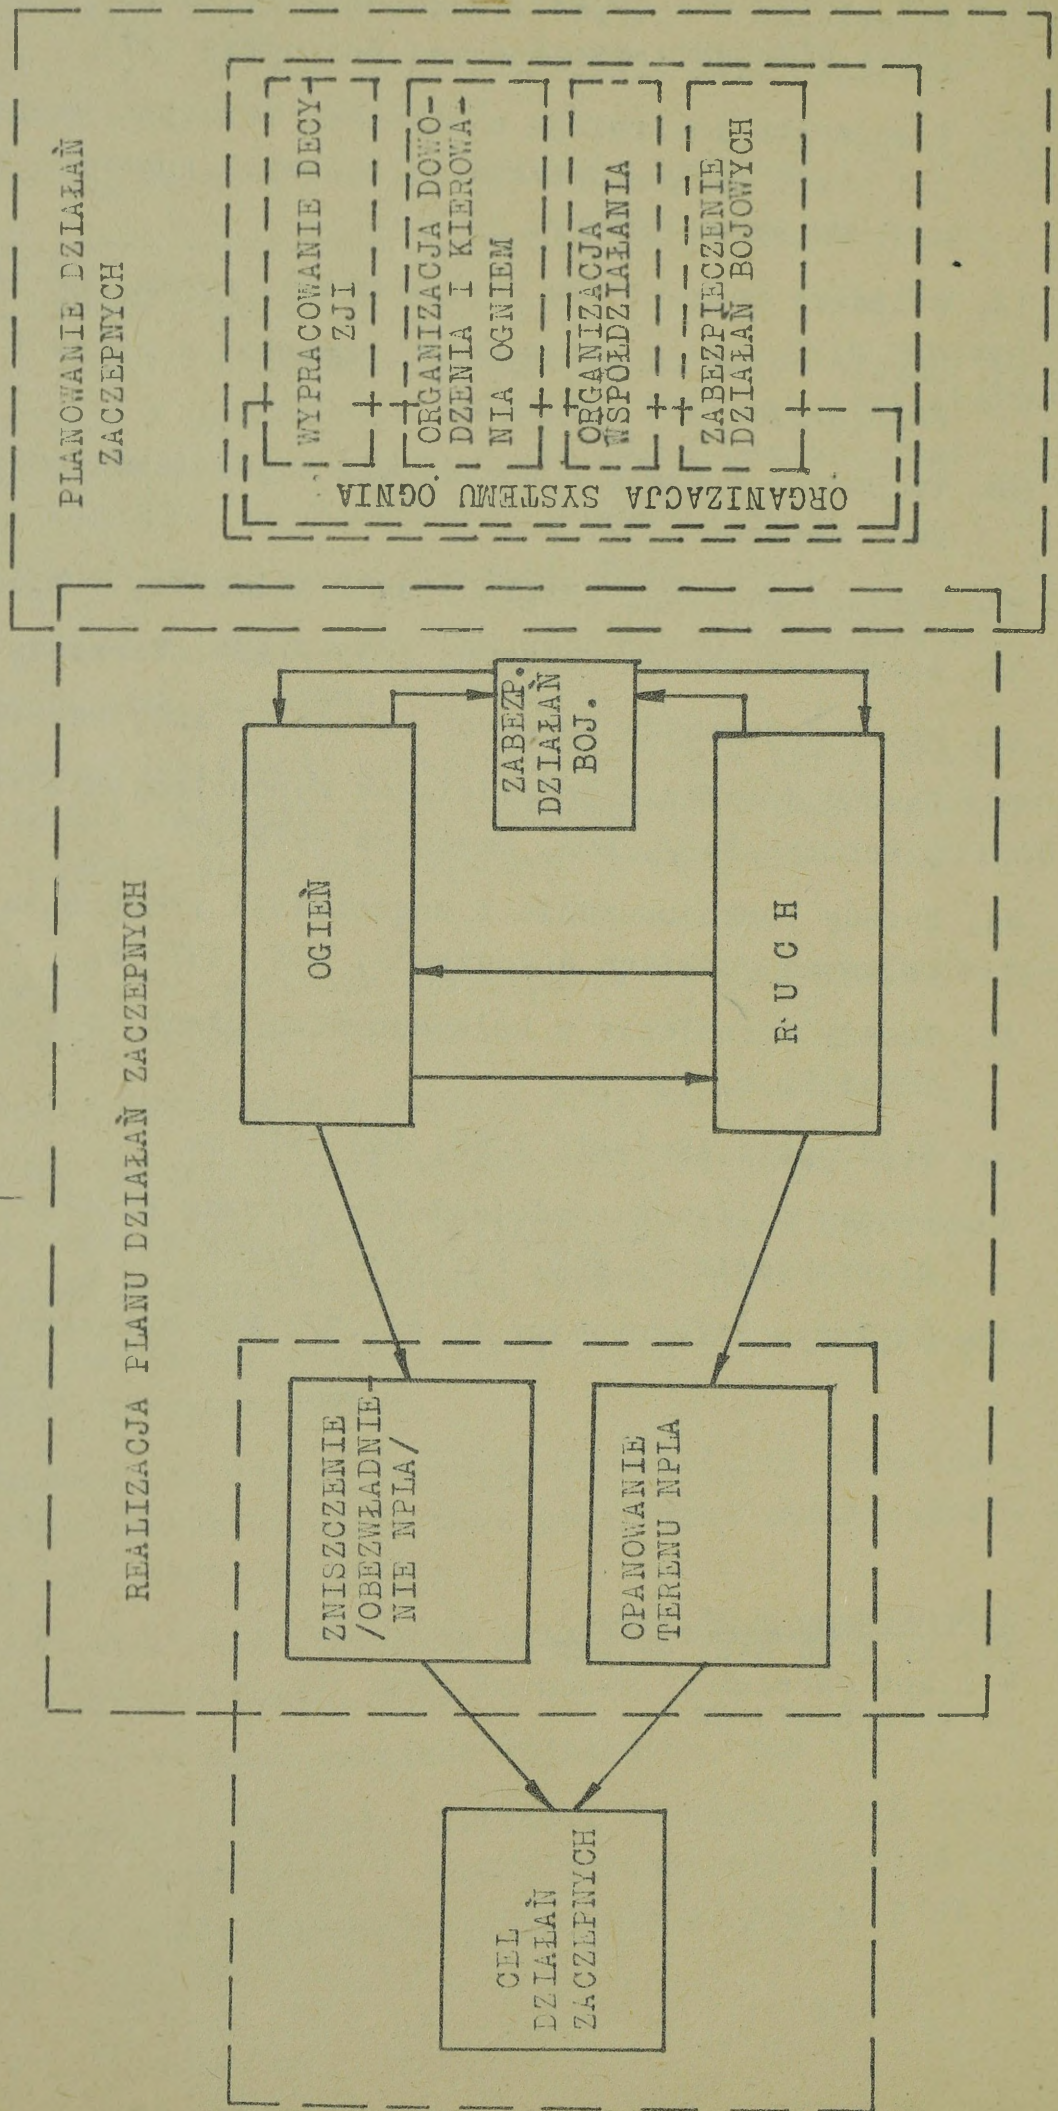 PLANOWANIE DZIAŁAŃ
ZACZEPNYCH
WYPRACOWANIE DECY-
ZJI
ORGANIZACJA DOWO-
DZENIA I KIEROWA-
NIA OGNIEM
ORGANIZACJA
WSPÓŁDZIAŁANIA
ZABEZPIECZENIE
DZIAŁAŃ BOJOWYCH
ORGANIZACJA SYSTEMU OGNIA
REALIZACJA PLANU DZIAŁAŃ ZACZEPNYCH
OGIEŃ
ZABEZP.
DZIAŁAŃ
BOJ.
R U C H
ZNISZCZENIE
/OBEZWŁADNIE-
NIE NPLA/
OPANOWANIE
TERENU NPLA
CEL
DZIAŁAŃ
ZACZEPNYCH